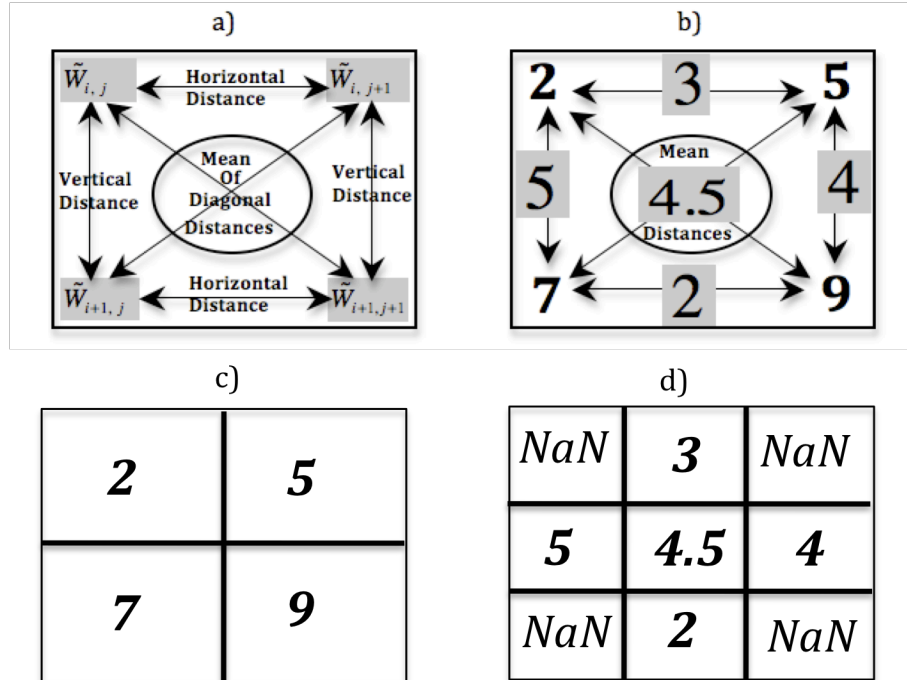 a)
W̃i, j Horizontal Distance W̃i, j+1
Vertical Distance
Mean
Of
Diagonal
Distances
Vertical Distance
W̃i+1, j Horizontal Distance W̃i+1,j+1
b)
2 3 5
Mean
5 4.5 4
Distances
7 2 9
c)
2 5
7 9
d)
NaN 3 NaN
5 4.5 4
NaN 2 NaN